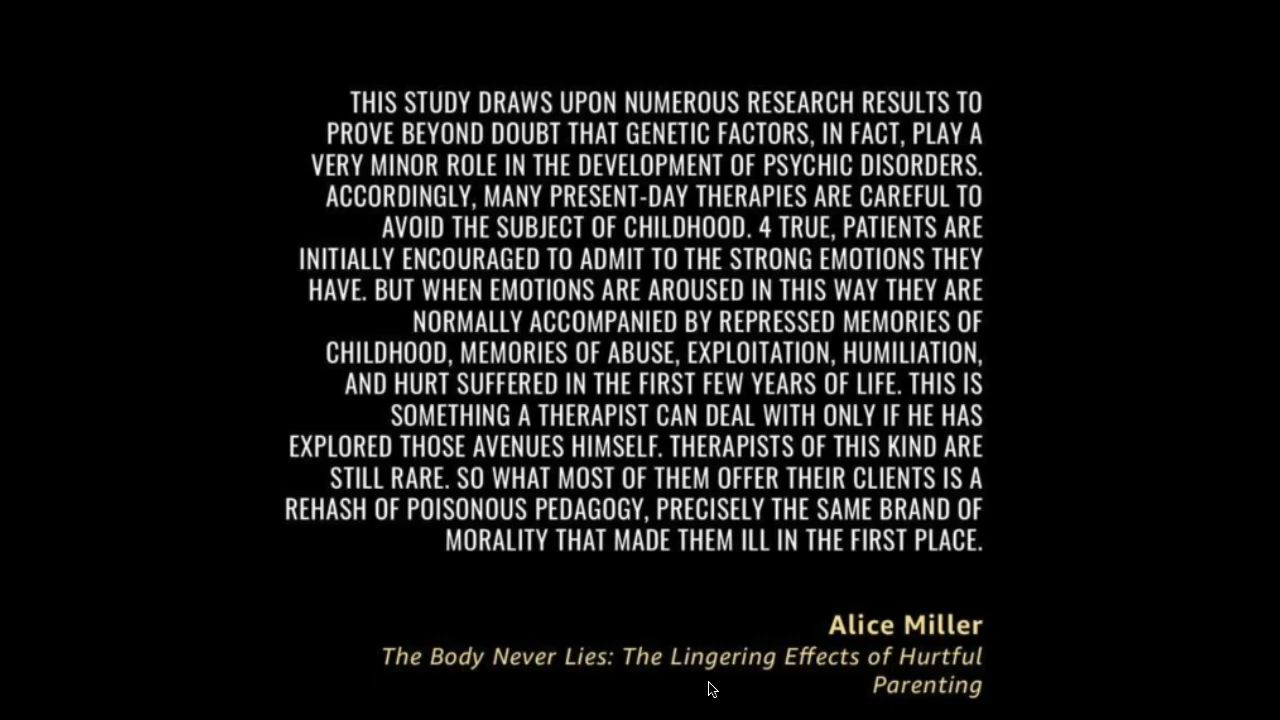 THIS STUDY DRAWS UPON NUMEROUS RESEARCH RESULTS TO
PROVE BEYOND DOUBT THAT GENETIC FACTORS, IN FACT, PLAY A
VERY MINOR ROLE IN THE DEVELOPMENT OF PSYCHIC DISORDERS.
ACCORDINGLY, MANY PRESENT-DAY THERAPIES ARE CAREFUL TO
AVOID THE SUBJECT OF CHILDHOOD. 4 TRUE, PATIENTS ARE
INITIALLY ENCOURAGED TO ADMIT TO THE STRONG EMOTIONS THEY
HAVE. BUT WHEN EMOTIONS ARE AROUSED IN THIS WAY THEY ARE
NORMALLY ACCOMPANIED BY REPRESSED MEMORIES OF
CHILDHOOD, MEMORIES OF ABUSE, EXPLOITATION, HUMILIATION,
AND HURT SUFFERED IN THE FIRST FEW YEARS OF LIFE. THIS IS
SOMETHING A THERAPIST CAN DEAL WITH ONLY IF HE HAS
EXPLORED THOSE AVENUES HIMSELF. THERAPISTS OF THIS KIND ARE
STILL RARE. SO WHAT MOST OF THEM OFFER THEIR CLIENTS IS A
REHASH OF POISONOUS PEDAGOGY, PRECISELY THE SAME BRAND OF
MORALITY THAT MADE THEM ILL IN THE FIRST PLACE.
Alice Miller
The Body Never Lies: The Lingering Effects of Hurtful
Parenting